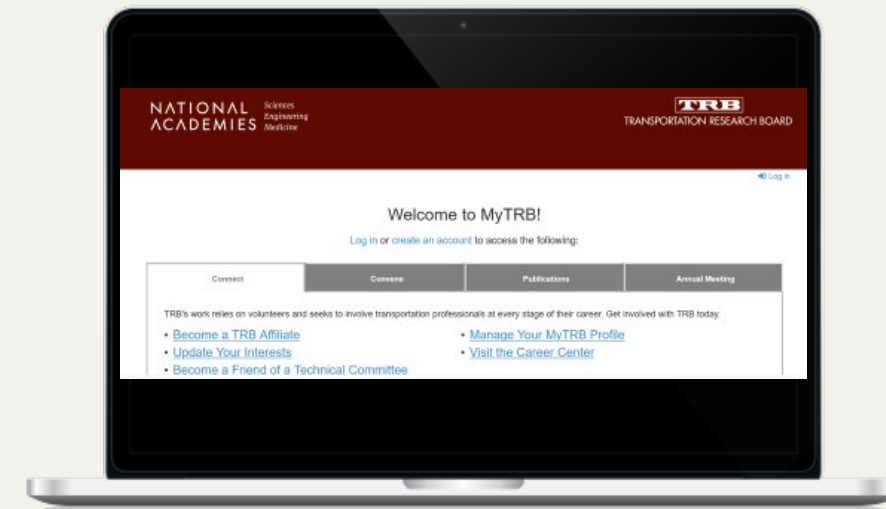 NATIONAL
ACADEMIES
Sciences
Engineering
Medicine
TRB
TRANSPORTATION RESEARCH BOARD
Log in
Welcome to MyTRB!
Log in or create an account to access the following:
Connect Convene Publications Annual Meeting
TRB's work relies on volunteers and seeks to involve transportation professionals at every stage of their career. Get involved with TRB today.
• Become a TRB Affiliate
• Update Your Interests
• Become a Friend of a Technical Committee
• Manage Your MyTRB Profile
• Visit the Career Center